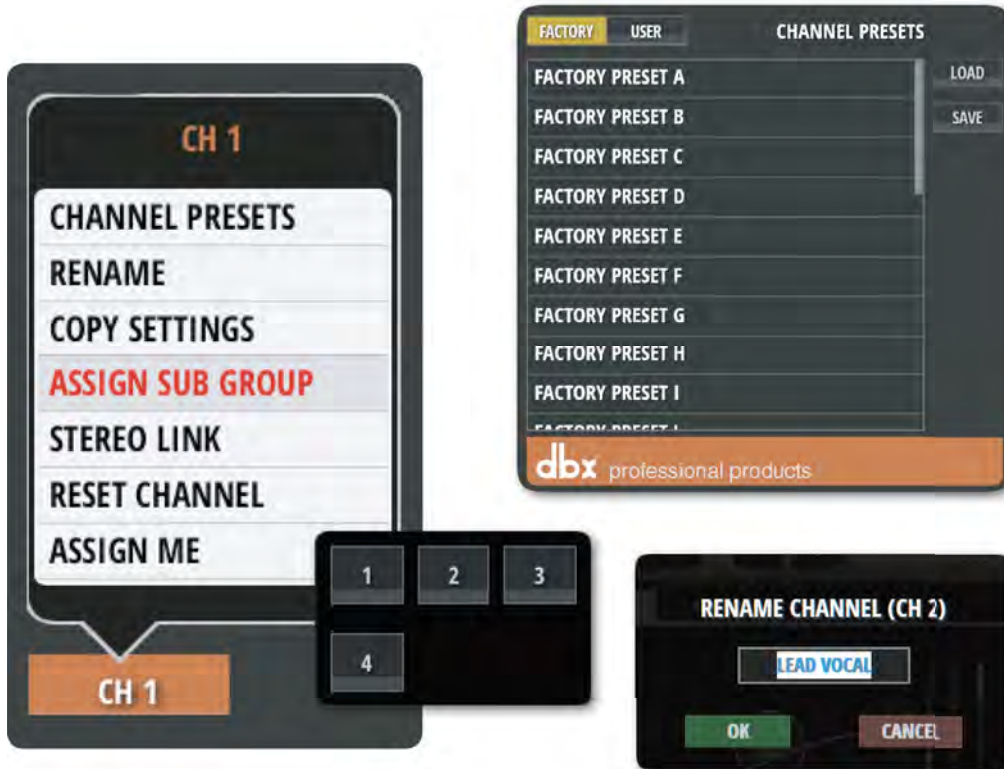 CH 1
CHANNEL PRESETS
RENAME
COPY SETTINGS
ASSIGN SUB GROUP
STEREO LINK
RESET CHANNEL
ASSIGN ME
CH 1
1 2 3
4
FACTORY USER CHANNEL PRESETS
FACTORY PRESET A
FACTORY PRESET B
FACTORY PRESET C
FACTORY PRESET D
FACTORY PRESET E
FACTORY PRESET F
FACTORY PRESET G
FACTORY PRESET H
FACTORY PRESET I
LOAD
SAVE
dbx professional products
RENAME CHANNEL (CH 2)
LEAD VOCAL
OK CANCEL